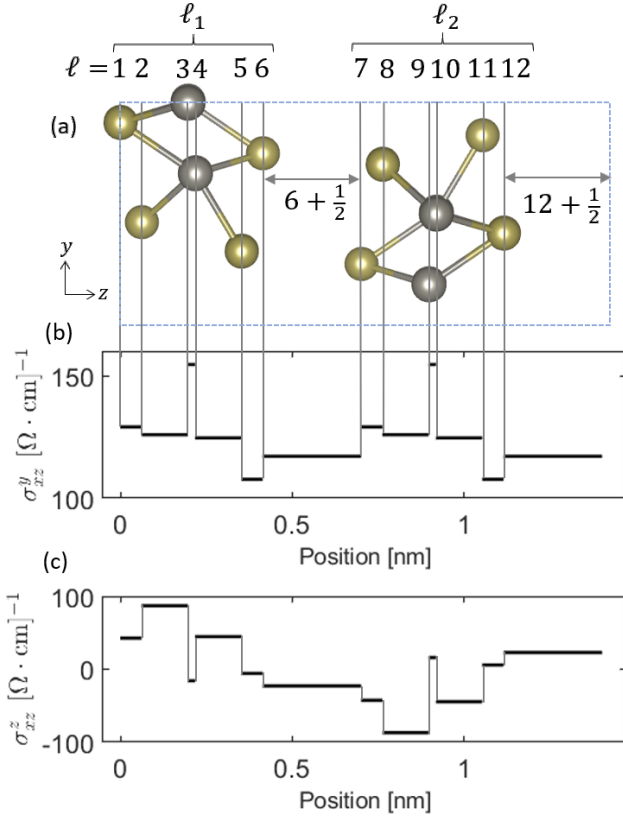 ℓ₁ ℓ₂
ℓ = 1 2 3 4 5 6 7 8 9 10 11 12
(a)
6 + 1/2
12 + 1/2
y
z
(b)
150
100
σ^y_xz [Ω · cm]⁻¹
0 0.5 1
Position [nm]
(c)
100
0
-100
σ^z_xz [Ω · cm]⁻¹
0 0.5 1
Position [nm]